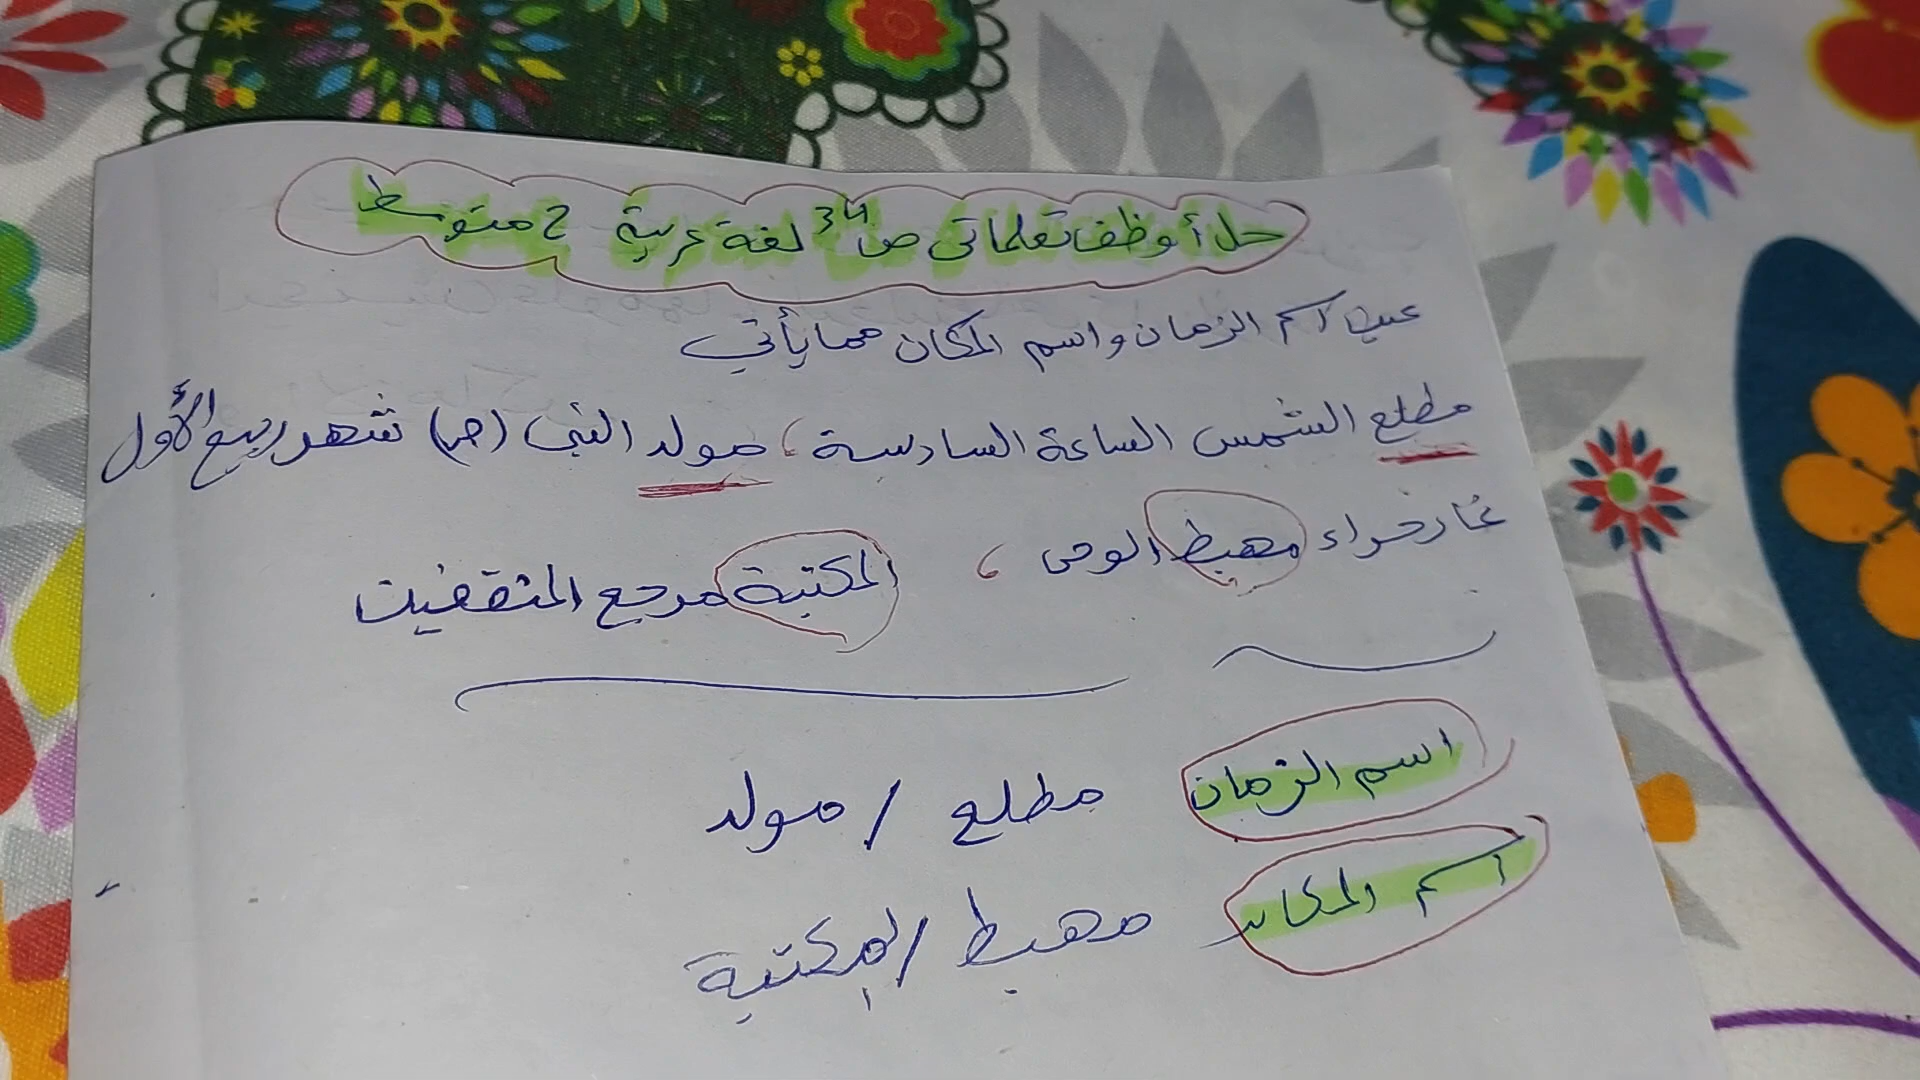 حل أوظف تعلماتي ص 34 لغة عربية 2 متوسط
عين اسم الزمان واسم المكان مما يأتي
مطلع الشمس الساعة السادسة، مولد النبي (ص) شهر ربيع الأول
غار حراء مهبط الوحي ، المكتبة مرجع المثقفين
اسم الزمان مطلع / مولد
اسم المكان مهبط / المكتبة